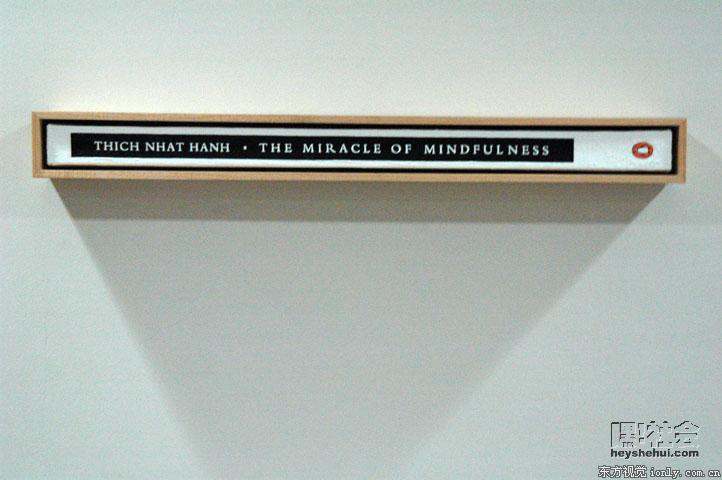 THICH NHAT HANH · THE MIRACLE OF MINDFULNESS
黑社会
heyshehui.com
东方视觉 ionly.com.cn